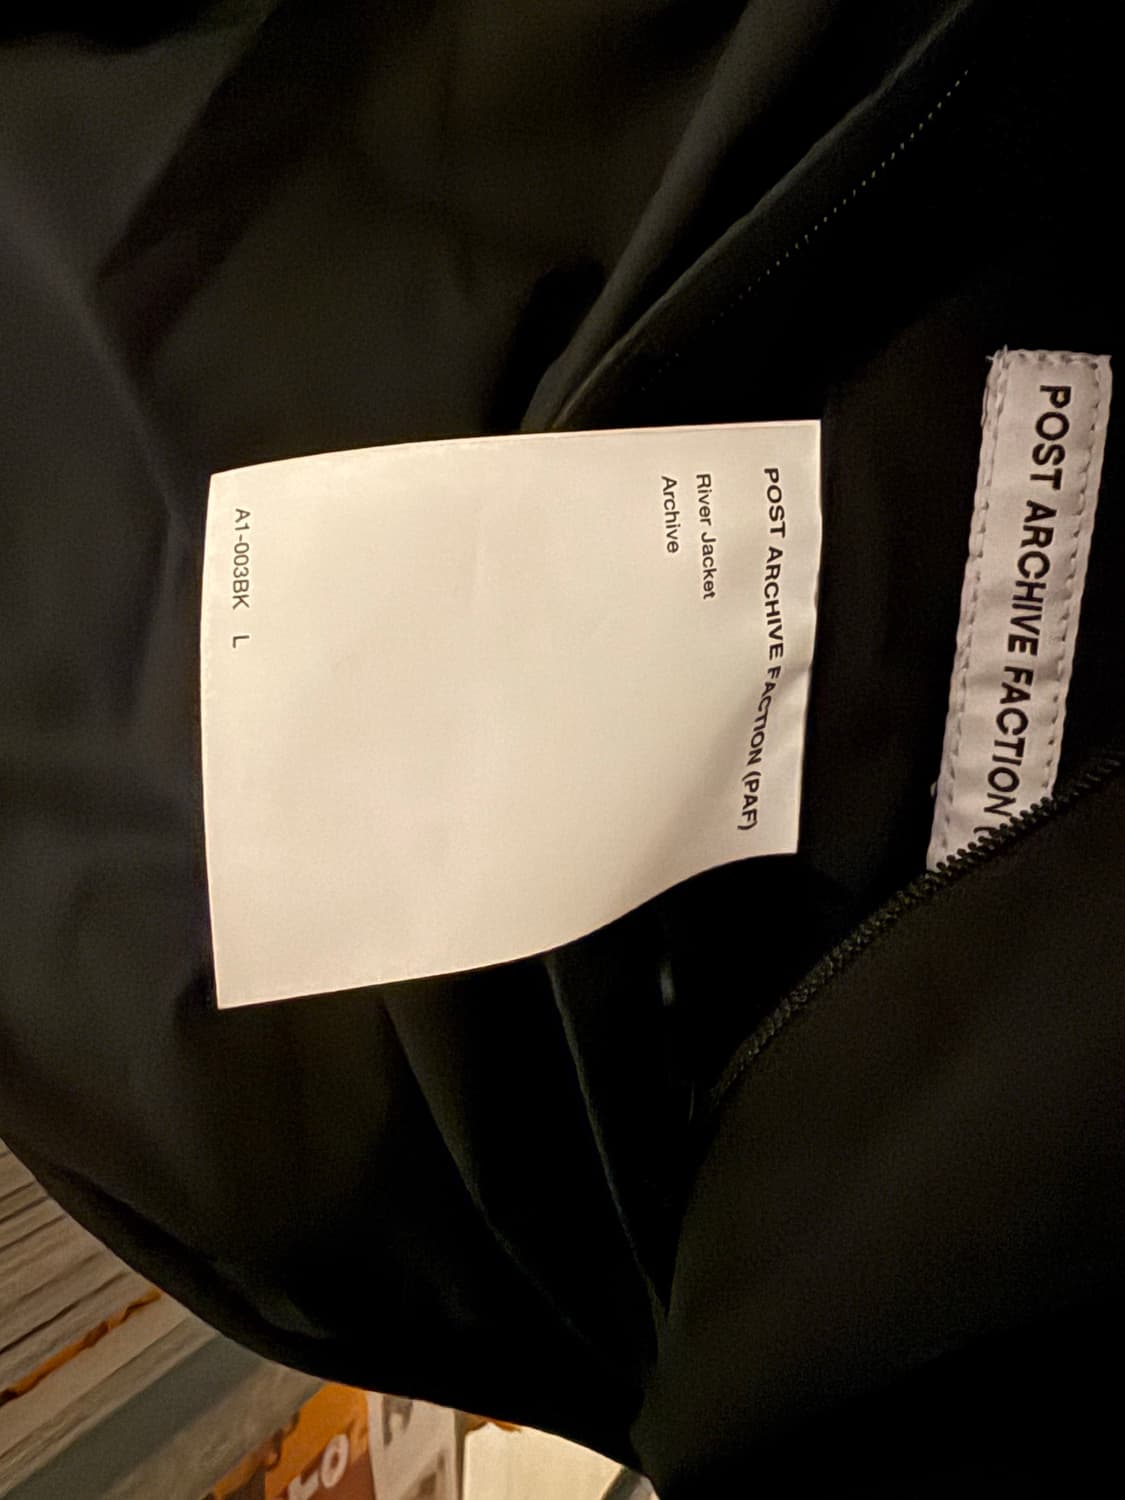 POST ARCHIVE FACTION (
POST ARCHIVE FACTION (PAF)
River Jacket
Archive
A1-003BK L